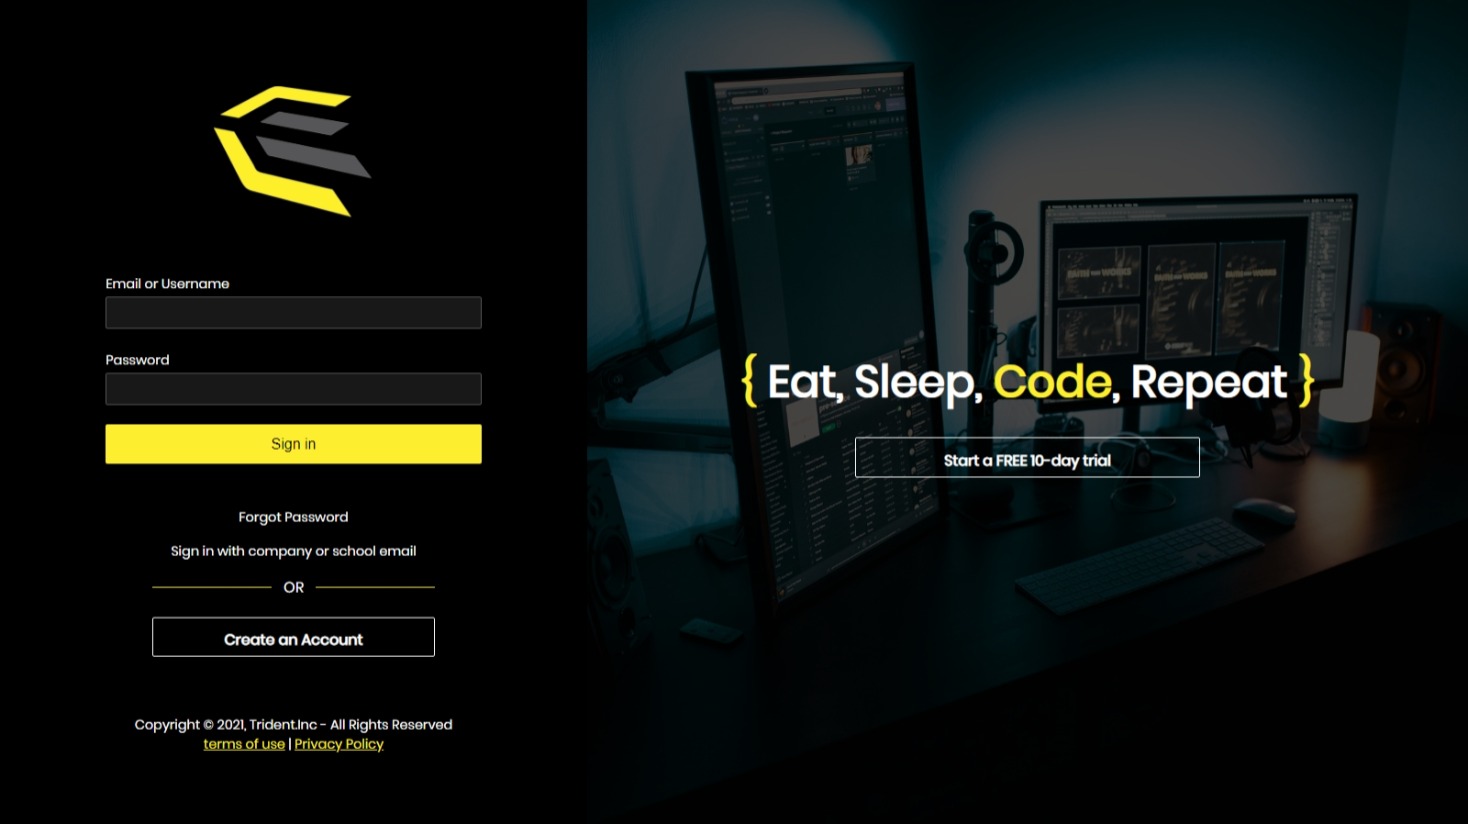 Email or Username
Password
Sign in
Forgot Password
Sign in with company or school email
OR
Create an Account
Copyright © 2021, Trident.Inc - All Rights Reserved
terms of use | Privacy Policy
{ Eat, Sleep, Code, Repeat }
Start a FREE 10-day trial